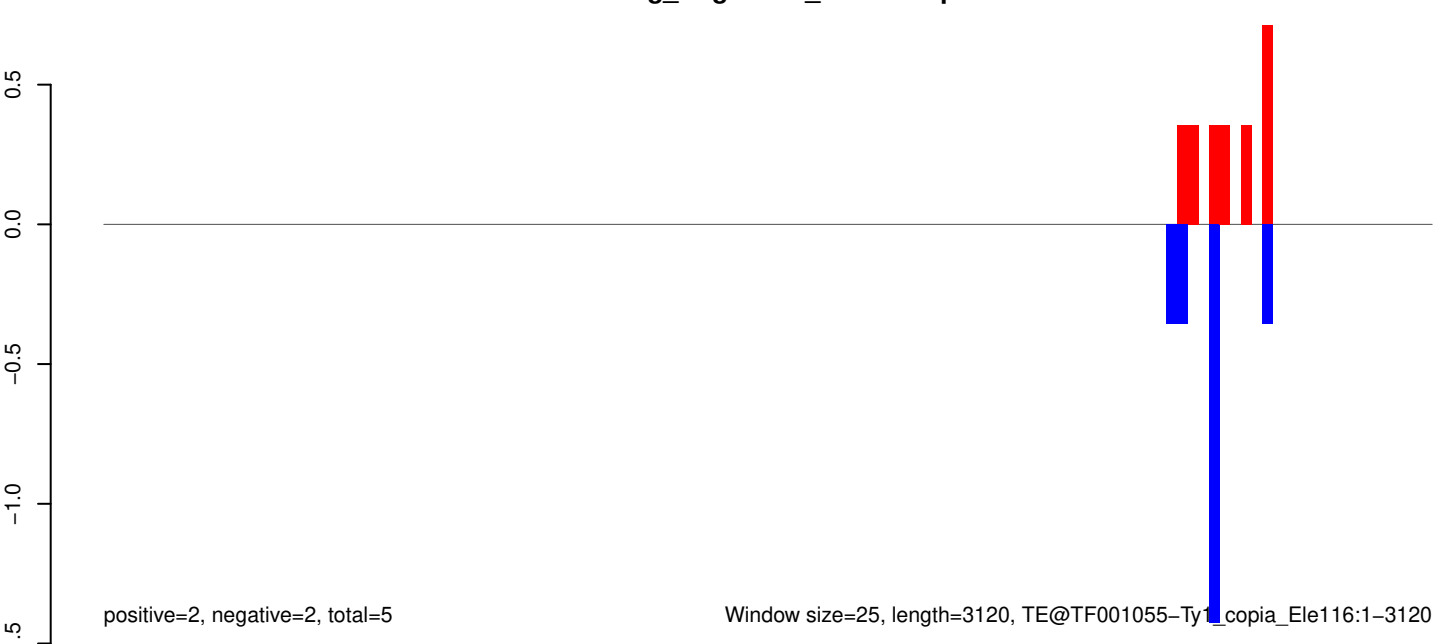 0.5
0.0
−0.5
−1.0
positive=2, negative=2, total=5
Window size=25, length=3120, TE@TF001055−Ty1_copia_Ele116:1−3120